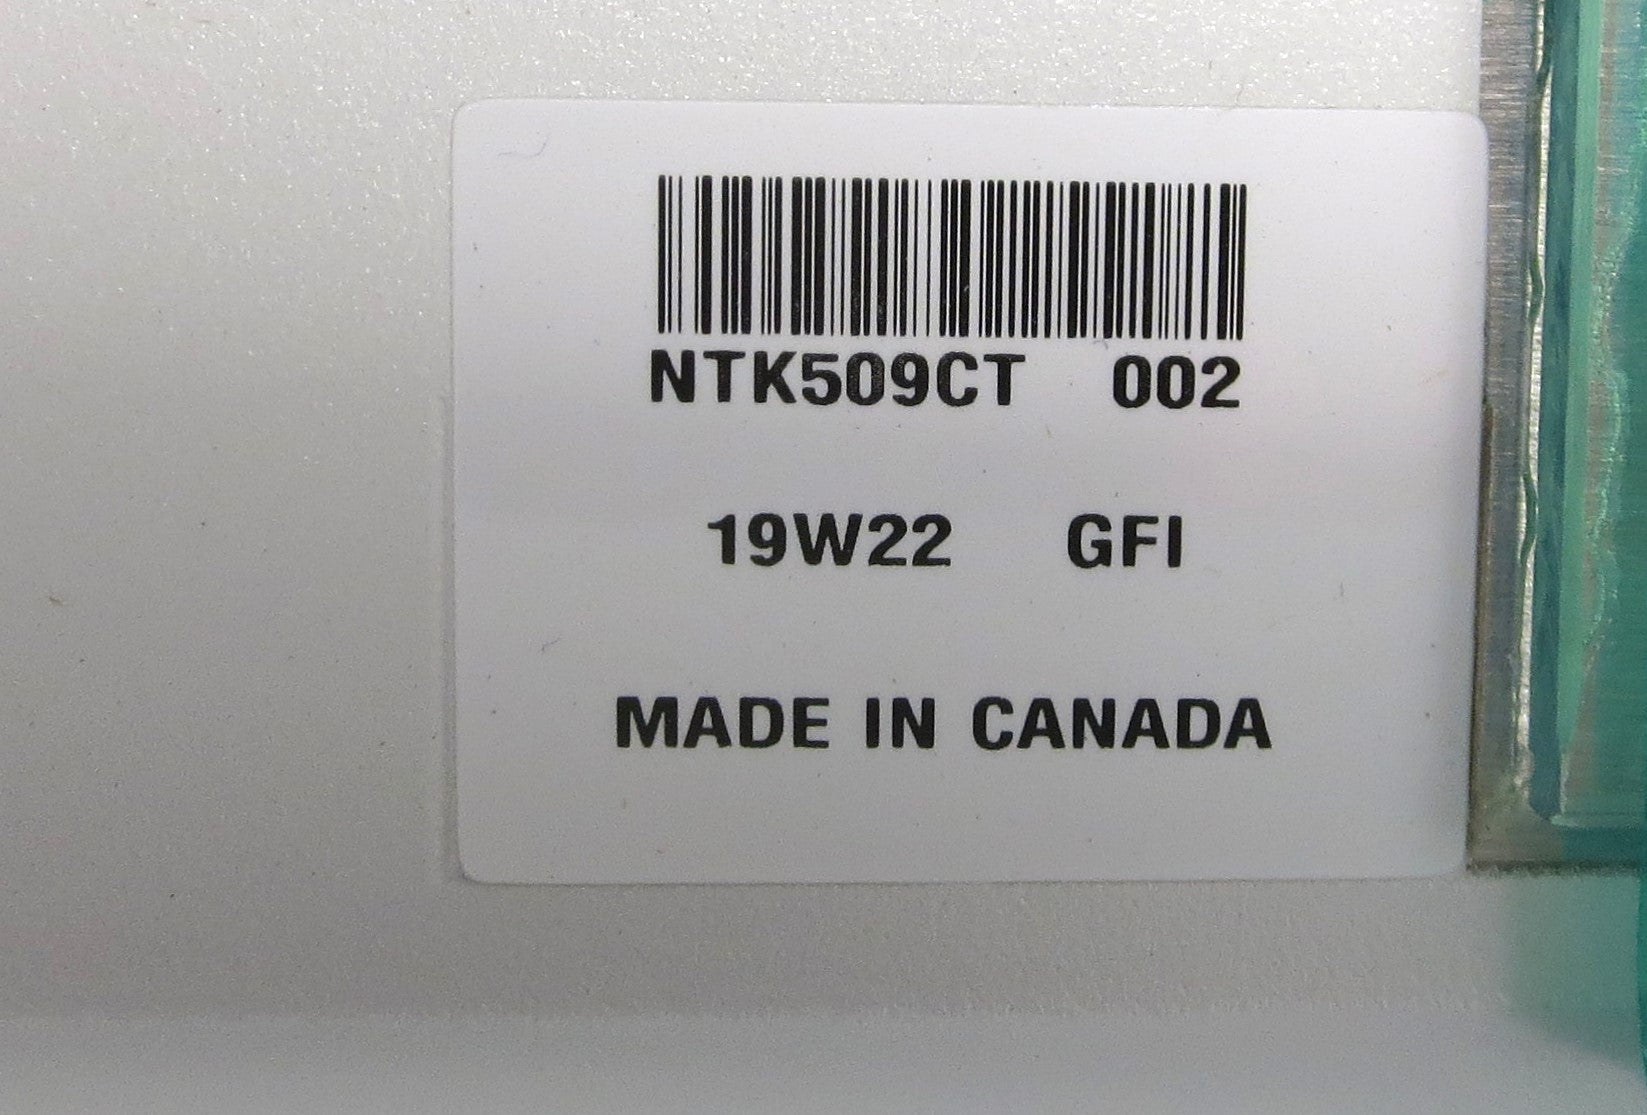 NTK509CT 002
19W22 GFI
MADE IN CANADA